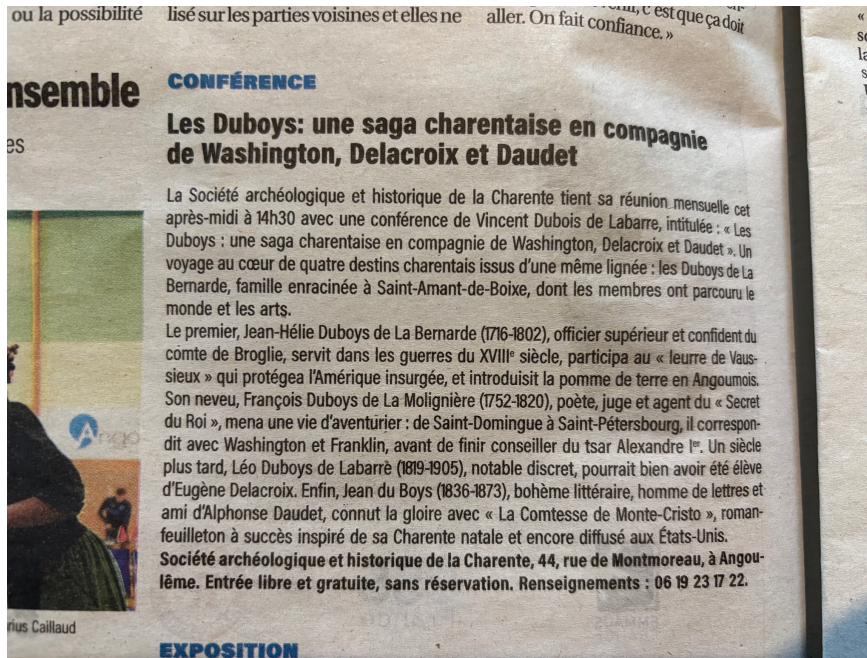 ou la possibilité
lisé sur les parties voisines et elles ne
c'est que ça doit
aller. On fait confiance. »
nsemble
es
CONFÉRENCE
Les Duboys: une saga charentaise en compagnie
de Washington, Delacroix et Daudet
La Société archéologique et historique de la Charente tient sa réunion mensuelle cet
après-midi à 14h30 avec une conférence de Vincent Dubois de Labarre, intitulée : « Les
Duboys : une saga charentaise en compagnie de Washington, Delacroix et Daudet ». Un
voyage au cœur de quatre destins charentais issus d'une même lignée : les Duboys de La
Bernarde, famille enracinée à Saint-Amant-de-Boixe, dont les membres ont parcouru le
monde et les arts.
Le premier, Jean-Hélie Duboys de La Bernarde (1716-1802), officier supérieur et confident du
comte de Broglie, servit dans les guerres du XVIIIe siècle, participa au « leurre de Vaus-
sieux » qui protégea l'Amérique insurgée, et introduisit la pomme de terre en Angoumois.
Son neveu, François Duboys de La Molignière (1752-1820), poète, juge et agent du « Secret
du Roi », mena une vie d'aventurier : de Saint-Domingue à Saint-Pétersbourg, il correspon-
dit avec Washington et Franklin, avant de finir conseiller du tsar Alexandre Ier. Un siècle
plus tard, Léo Duboys de Labarrè (1819-1905), notable discret, pourrait bien avoir été élève
d'Eugène Delacroix. Enfin, Jean du Boys (1836-1873), bohème littéraire, homme de lettres et
ami d'Alphonse Daudet, connut la gloire avec « La Comtesse de Monte-Cristo », roman-
feuilleton à succès inspiré de sa Charente natale et encore diffusé aux États-Unis.
Société archéologique et historique de la Charente, 44, rue de Montmoreau, à Angou-
lême. Entrée libre et gratuite, sans réservation. Renseignements : 06 19 23 17 22.
Ango
rius Caillaud
EXPOSITION